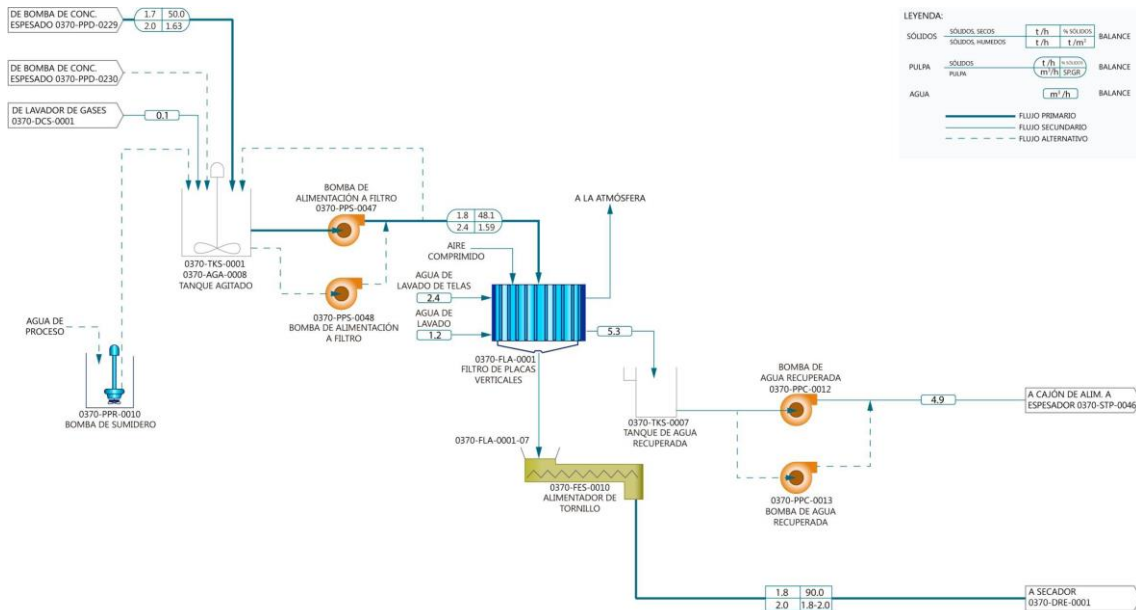 DE BOMBA DE CONC.
ESPESADO 0370-PPD-0229
1.7 50.0
2.0 1.63
DE BOMBA DE CONC.
ESPESADO 0370-PPD-0230
DE LAVADOR DE GASES
0370-DCS-0001
0.1
LEYENDA:
SÓLIDOS
SÓLIDOS, SECOS
SÓLIDOS, HUMEDOS
t/h % SÓLIDOS
t/h t/m³
BALANCE
PULPA
SÓLIDOS
PULPA
t/h % SÓLIDOS
m³/h SP.GR
BALANCE
AGUA
m³/h
BALANCE
FLUJO PRIMARIO
FLUJO SECUNDARIO
FLUJO ALTERNATIVO
BOMBA DE
ALIMENTACIÓN A FILTRO
0370-PPS-0047
1.8 48.1
2.4 1.59
A LA ATMÓSFERA
AIRE
COMPRIMIDO
0370-TKS-0001
0370-AGA-0008
TANQUE AGITADO
0370-PPS-0048
BOMBA DE ALIMENTACIÓN
A FILTRO
AGUA DE
LAVADO DE TELAS
2.4
AGUA DE
LAVADO
1.2
5.3
AGUA DE
PROCESO
0370-PPR-0010
BOMBA DE SUMIDERO
0370-FLA-0001
FILTRO DE PLACAS
VERTICALES
0370-TKS-0007
TANQUE DE AGUA
RECUPERADA
BOMBA DE
AGUA RECUPERADA
0370-PPC-0012
4.9
A CAJÓN DE ALIM. A
ESPESADOR 0370-STP-0046
0370-FLA-0001-07
0370-FES-0010
ALIMENTADOR DE
TORNILLO
0370-PPC-0013
BOMBA DE AGUA
RECUPERADA
1.8 90.0
2.0 1.8-2.0
A SECADOR
0370-DRE-0001